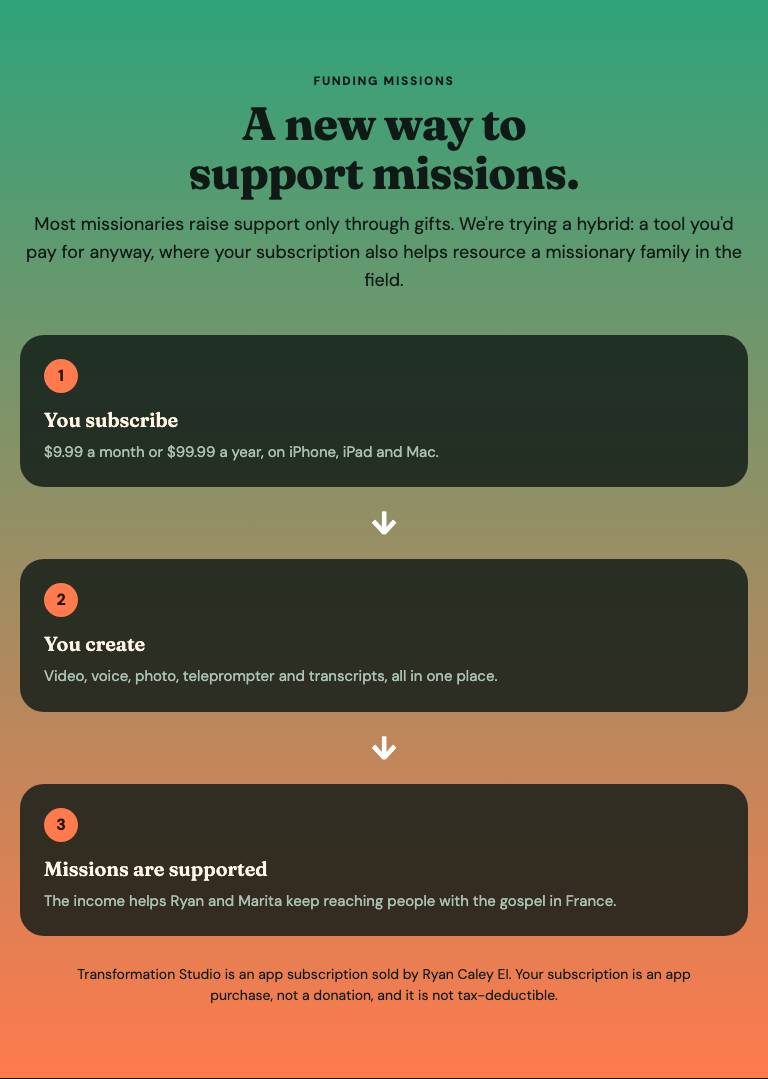 FUNDING MISSIONS
A new way to
support missions.
Most missionaries raise support only through gifts. We're trying a hybrid: a tool you'd
pay for anyway, where your subscription also helps resource a missionary family in the
field.
1
You subscribe
$9.99 a month or $99.99 a year, on iPhone, iPad and Mac.
2
You create
Video, voice, photo, teleprompter and transcripts, all in one place.
3
Missions are supported
The income helps Ryan and Marita keep reaching people with the gospel in France.
Transformation Studio is an app subscription sold by Ryan Caley EI. Your subscription is an app
purchase, not a donation, and it is not tax-deductible.